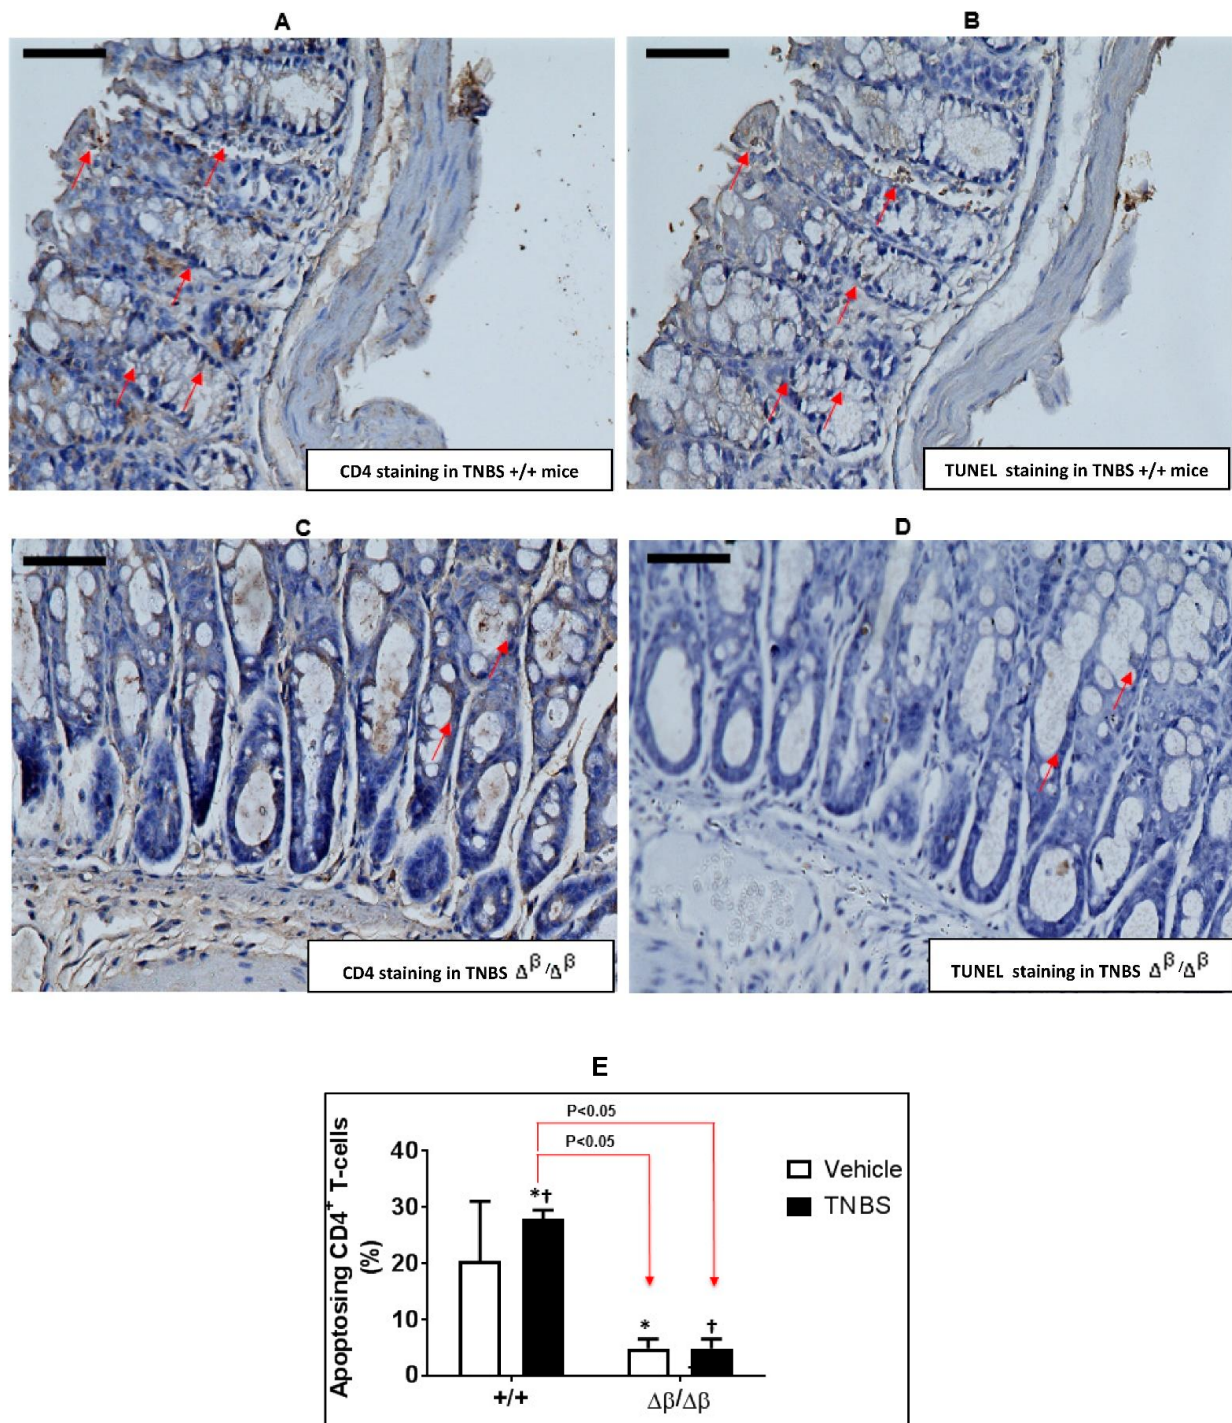 A
B
CD4 staining in TNBS +/+ mice
TUNEL staining in TNBS +/+ mice
C
D
CD4 staining in TNBS Δβ/Δβ
TUNEL staining in TNBS Δβ/Δβ
E
P<0.05
P<0.05
Apoptosing CD4+ T-cells
(%)
40
30
20
10
0
*†
*
†
Vehicle
TNBS
+/+
Δβ/Δβ